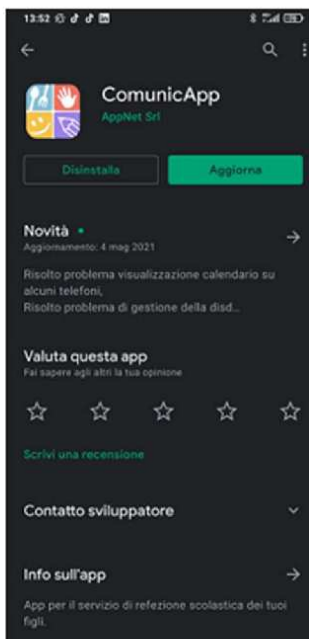 13:52
ComunicApp
AppNet Srl
Disinstalla
Aggiorna
Novità
Aggiornamento: 4 mag 2021
Risolto problema visualizzazione calendario su
alcuni telefoni,
Risolto problema di gestione della disd...
Valuta questa app
Fai sapere agli altri la tua opinione
Scrivi una recensione
Contatto sviluppatore
Info sull'app
App per il servizio di refezione scolastica dei tuoi
figli.